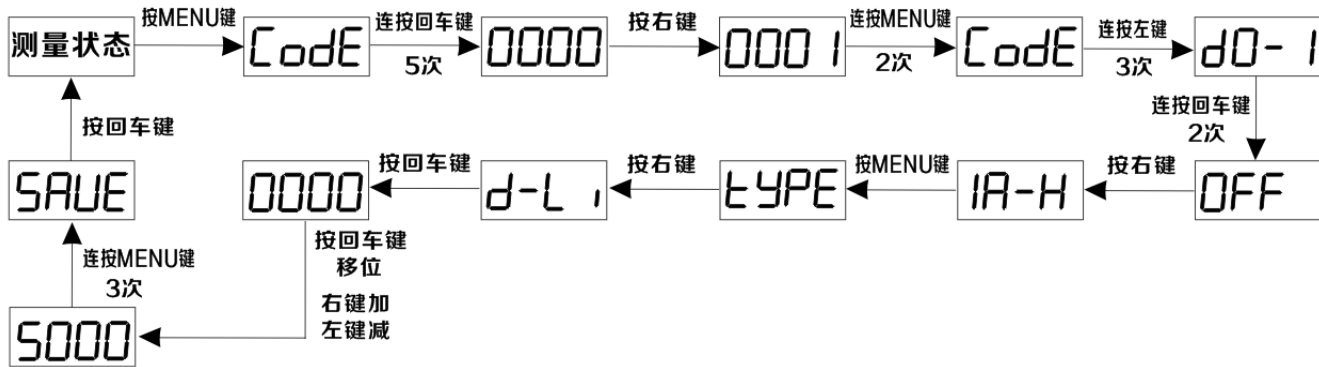 测量状态
按MENU键
CodE
连按回车键
5次
0000
按右键
0001
连按MENU键
2次
CodE
连按左键
3次
dO-1
连按回车键
2次
OFF
按右键
1A-H
按MENU键
tYPE
按右键
d-Li
按回车键
0000
按回车键
移位
右键加
左键减
5000
连按MENU键
3次
SAUE
按回车键